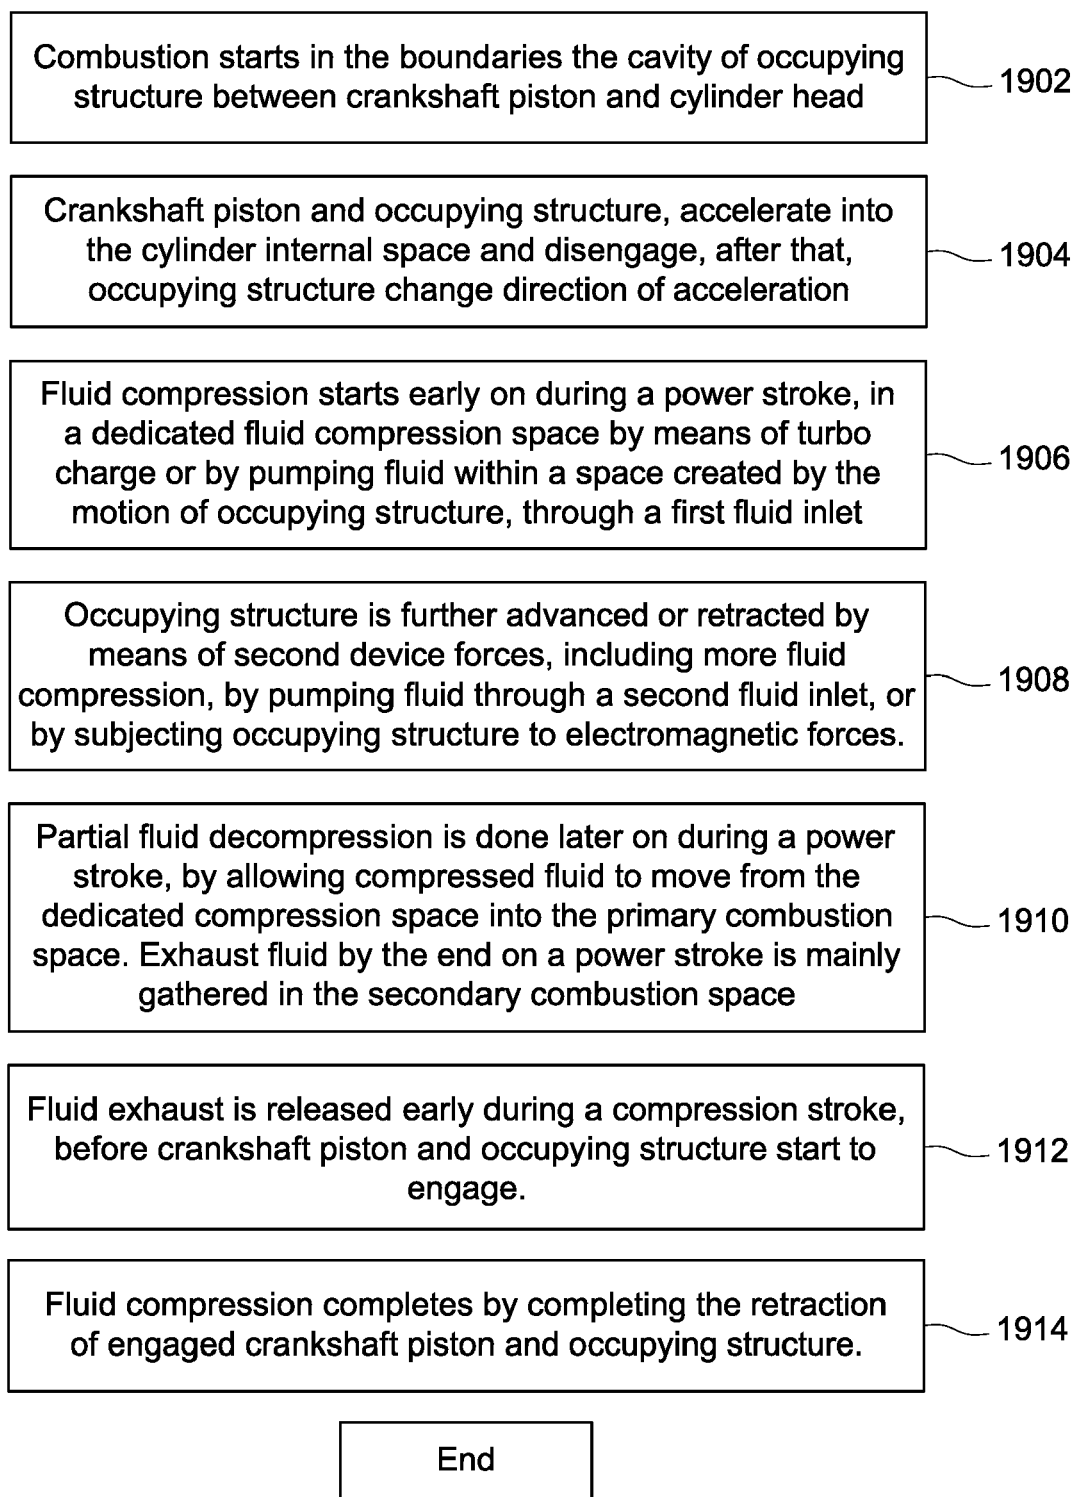 Combustion starts in the boundaries the cavity of occupying
structure between crankshaft piston and cylinder head
1902
Crankshaft piston and occupying structure, accelerate into
the cylinder internal space and disengage, after that,
occupying structure change direction of acceleration
1904
Fluid compression starts early on during a power stroke, in
a dedicated fluid compression space by means of turbo
charge or by pumping fluid within a space created by the
motion of occupying structure, through a first fluid inlet
1906
Occupying structure is further advanced or retracted by
means of second device forces, including more fluid
compression, by pumping fluid through a second fluid inlet, or
by subjecting occupying structure to electromagnetic forces.
1908
Partial fluid decompression is done later on during a power
stroke, by allowing compressed fluid to move from the
dedicated compression space into the primary combustion
space. Exhaust fluid by the end on a power stroke is mainly
gathered in the secondary combustion space
1910
Fluid exhaust is released early during a compression stroke,
before crankshaft piston and occupying structure start to
engage.
1912
Fluid compression completes by completing the retraction
of engaged crankshaft piston and occupying structure.
1914
End